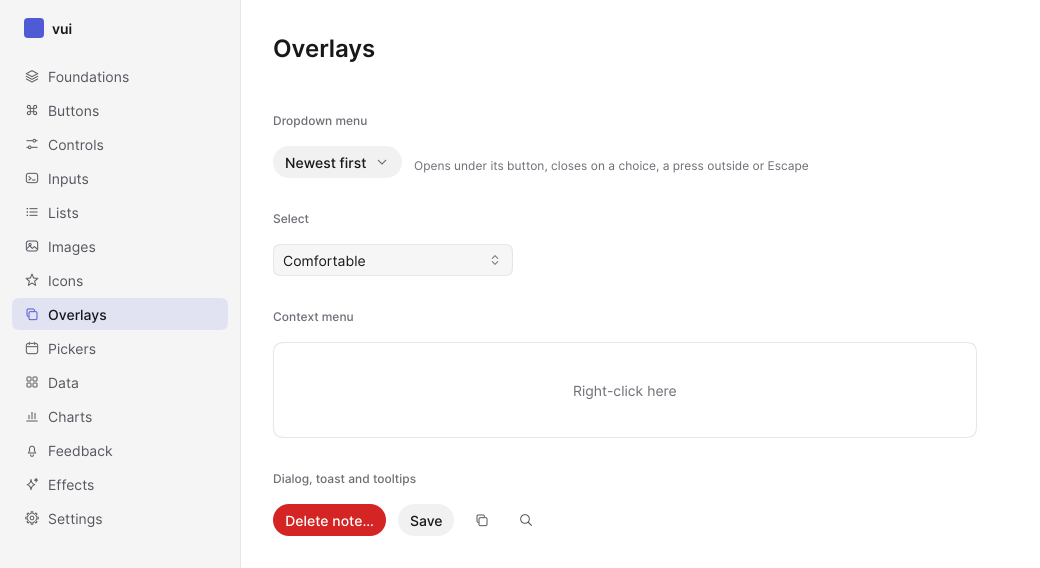 vui
Foundations
Buttons
Controls
Inputs
Lists
Images
Icons
Overlays
Pickers
Data
Charts
Feedback
Effects
Settings
Overlays
Dropdown menu
Newest first
Opens under its button, closes on a choice, a press outside or Escape
Select
Comfortable
Context menu
Right-click here
Dialog, toast and tooltips
Delete note…
Save